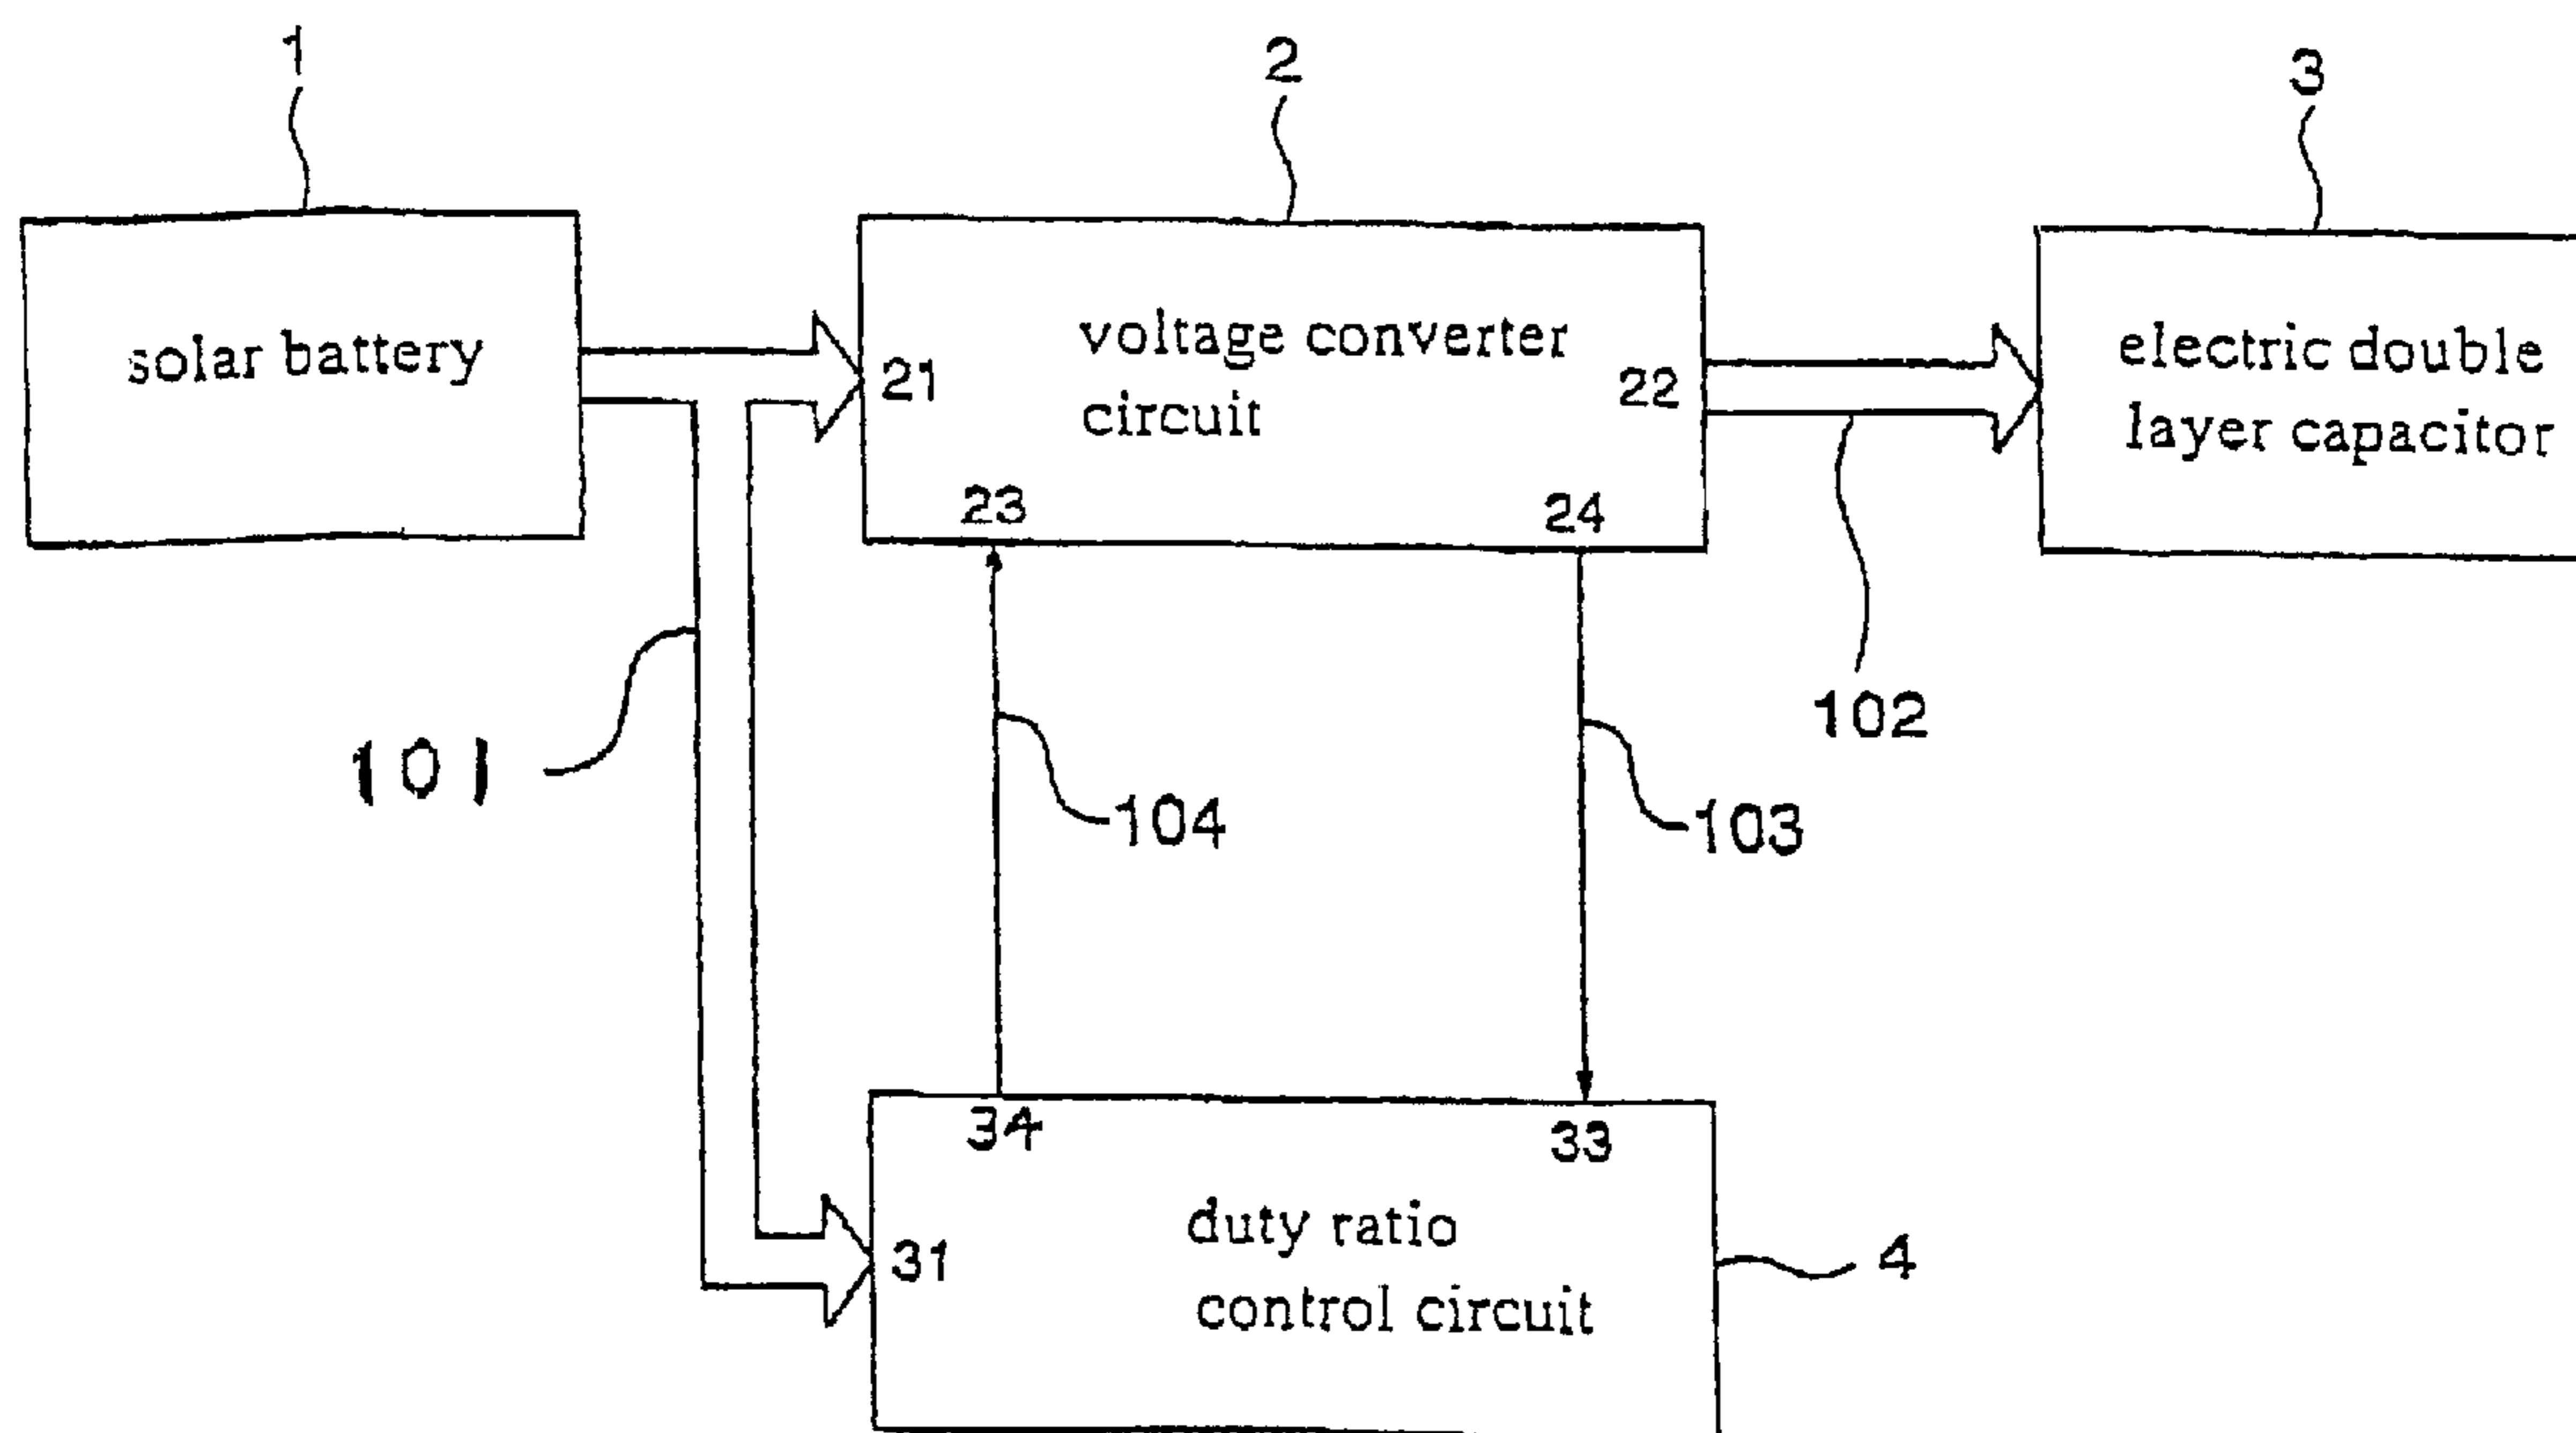 1
2
3
solar battery
voltage converter
circuit
electric double
layer capacitor
21
22
23
24
102
101
104
103
34
33
31
duty ratio
control circuit
4